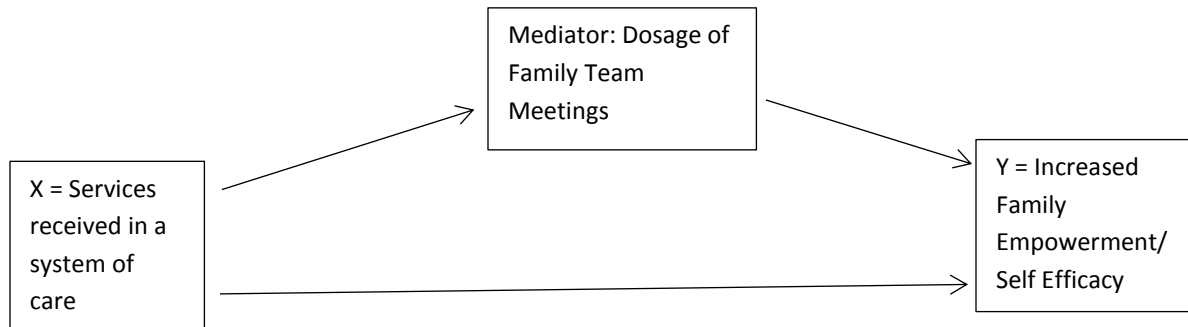 Mediator: Dosage of
Family Team
Meetings
X = Services
received in a
system of
care
Y = Increased
Family
Empowerment/
Self Efficacy